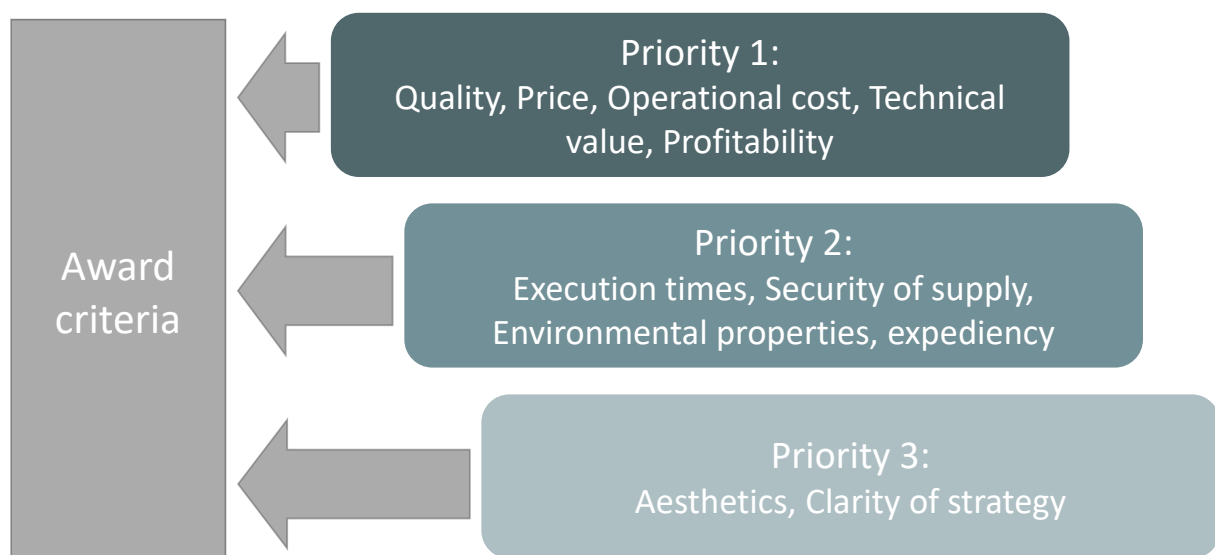 Award
criteria
Priority 1:
Quality, Price, Operational cost, Technical
value, Profitability
Priority 2:
Execution times, Security of supply,
Environmental properties, expediency
Priority 3:
Aesthetics, Clarity of strategy